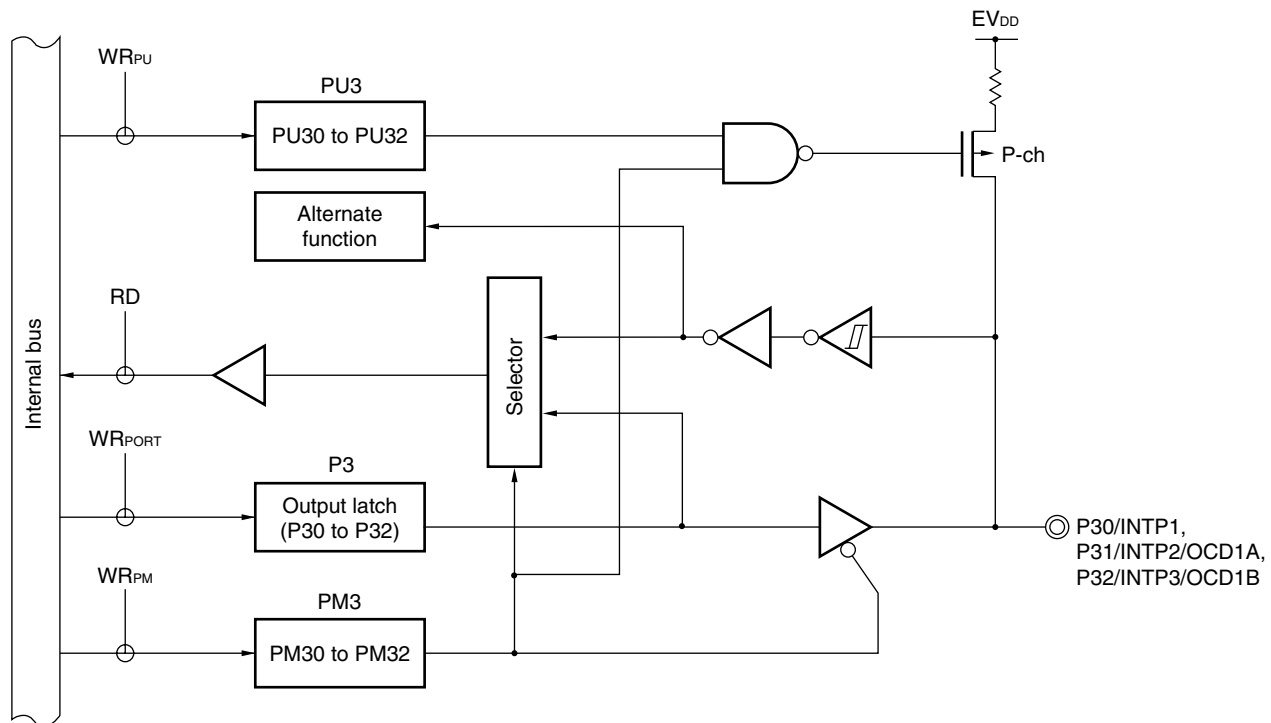 EVDD
WRPU
PU3
PU30 to PU32
P-ch
Alternate
function
RD
Selector
Internal bus
WRPORT
P3
Output latch
(P30 to P32)
P30/INTP1,
P31/INTP2/OCD1A,
P32/INTP3/OCD1B
WRPM
PM3
PM30 to PM32